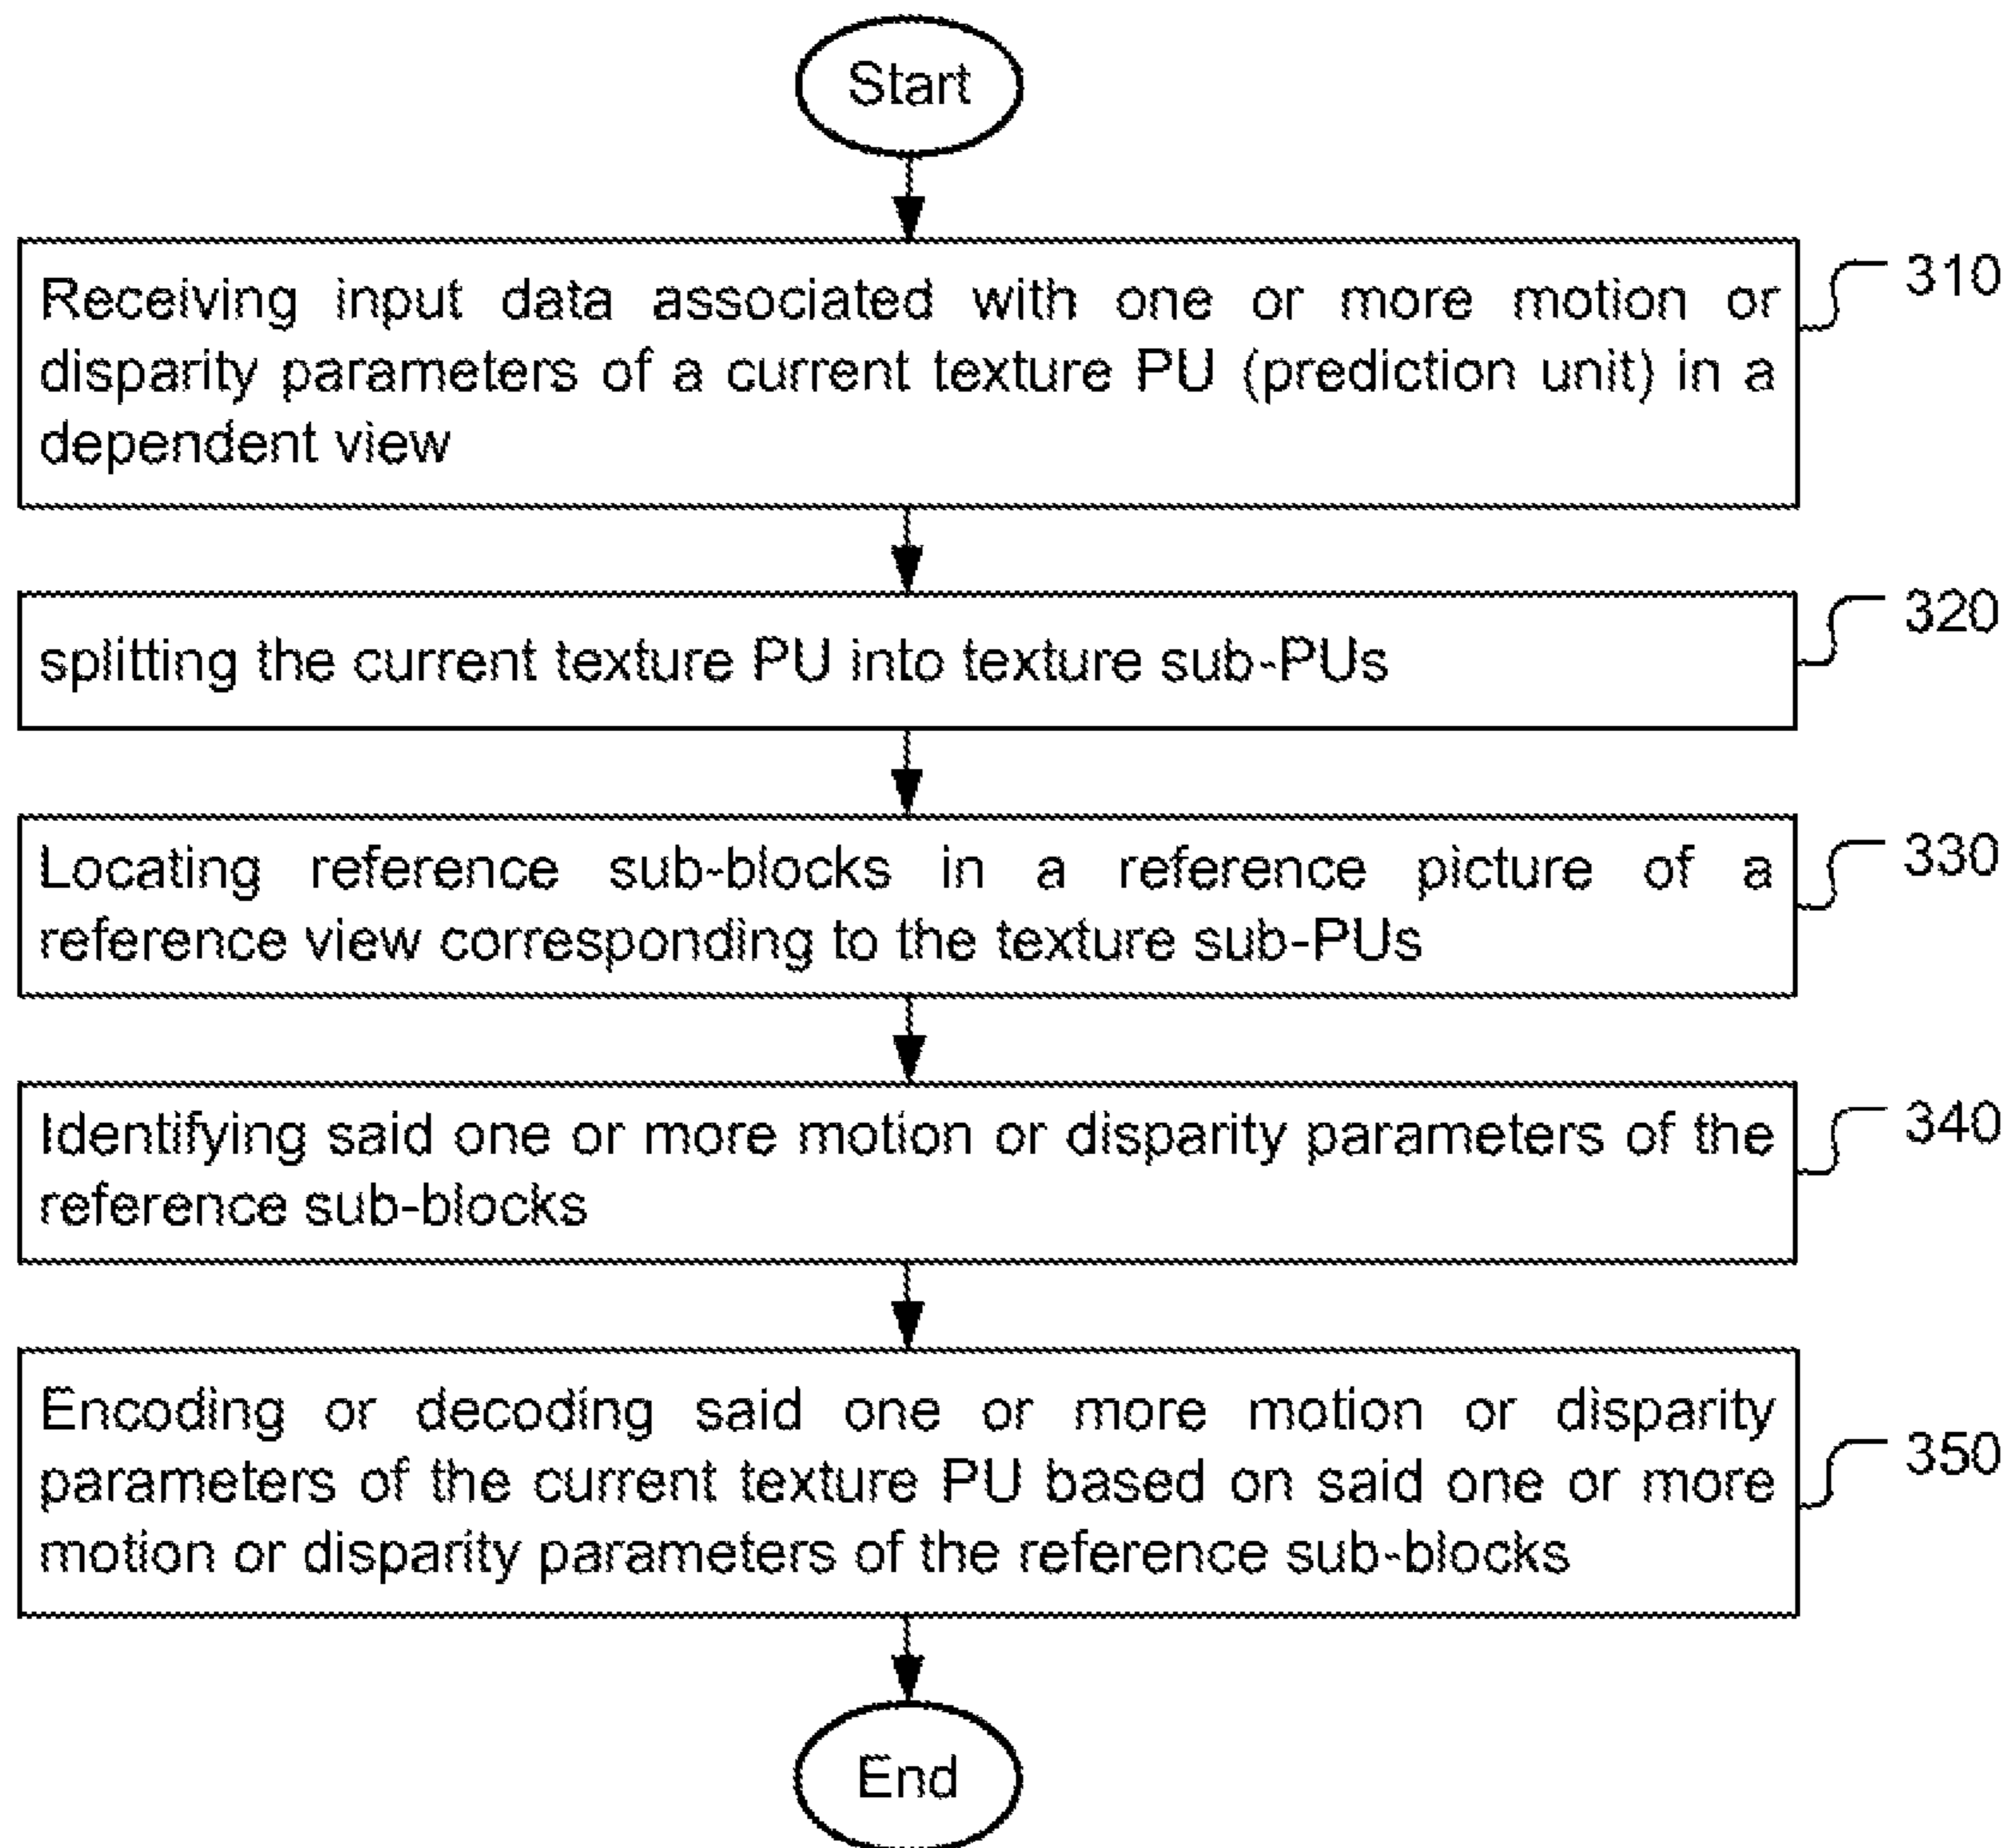 Start
Receiving input data associated with one or more motion or
disparity parameters of a current texture PU (prediction unit) in a
dependent view
310
splitting the current texture PU into texture sub-PUs
320
Locating reference sub-blocks in a reference picture of a
reference view corresponding to the texture sub-PUs
330
Identifying said one or more motion or disparity parameters of the
reference sub-blocks
340
Encoding or decoding said one or more motion or disparity
parameters of the current texture PU based on said one or more
motion or disparity parameters of the reference sub-blocks
350
End